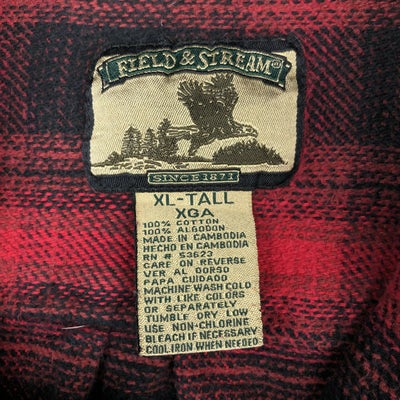 FIELD & STREAM®
SINCE 1871
XL-TALL
XGA
100% COTTON
100% ALGODON
MADE IN CAMBODIA
HECHO EN CAMBODIA
RN # 53623
CARE ON REVERSE
VER AL DORSO
PAPA CUIDADO
MACHINE WASH COLD
WITH LIKE COLORS
OR SEPARATELY
TUMBLE DRY LOW
USE NON-CHLORINE
BLEACH IF NECESSARY
COOL IRON WHEN NEEDED